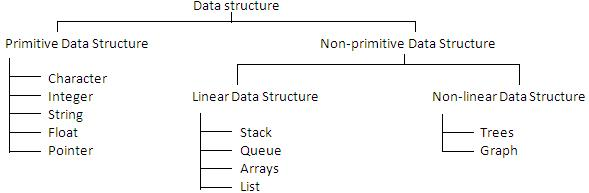 Data structure
Primitive Data Structure
Non-primitive Data Structure
Character
Integer
String
Float
Pointer
Linear Data Structure
Stack
Queue
Arrays
List
Non-linear Data Structure
Trees
Graph